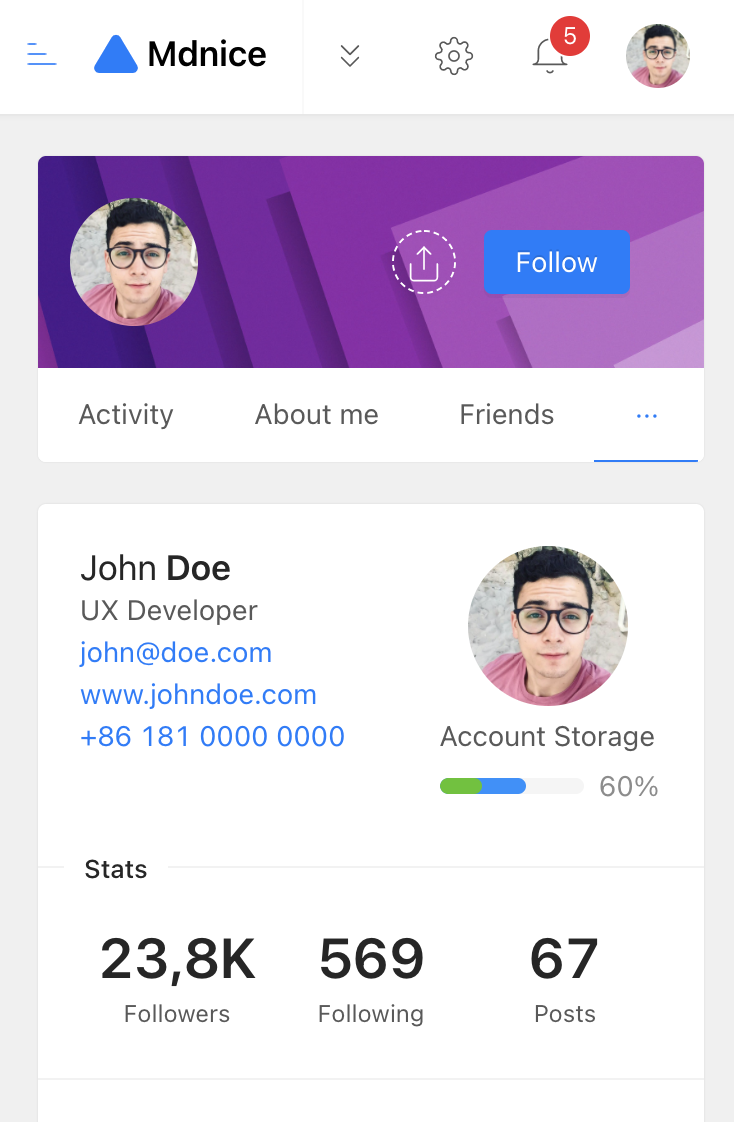 Mdnice
5
Follow
Activity About me Friends ...
John Doe
UX Developer
john@doe.com
www.johndoe.com
+86 181 0000 0000
Account Storage
60%
Stats
23,8K 569 67
Followers Following Posts